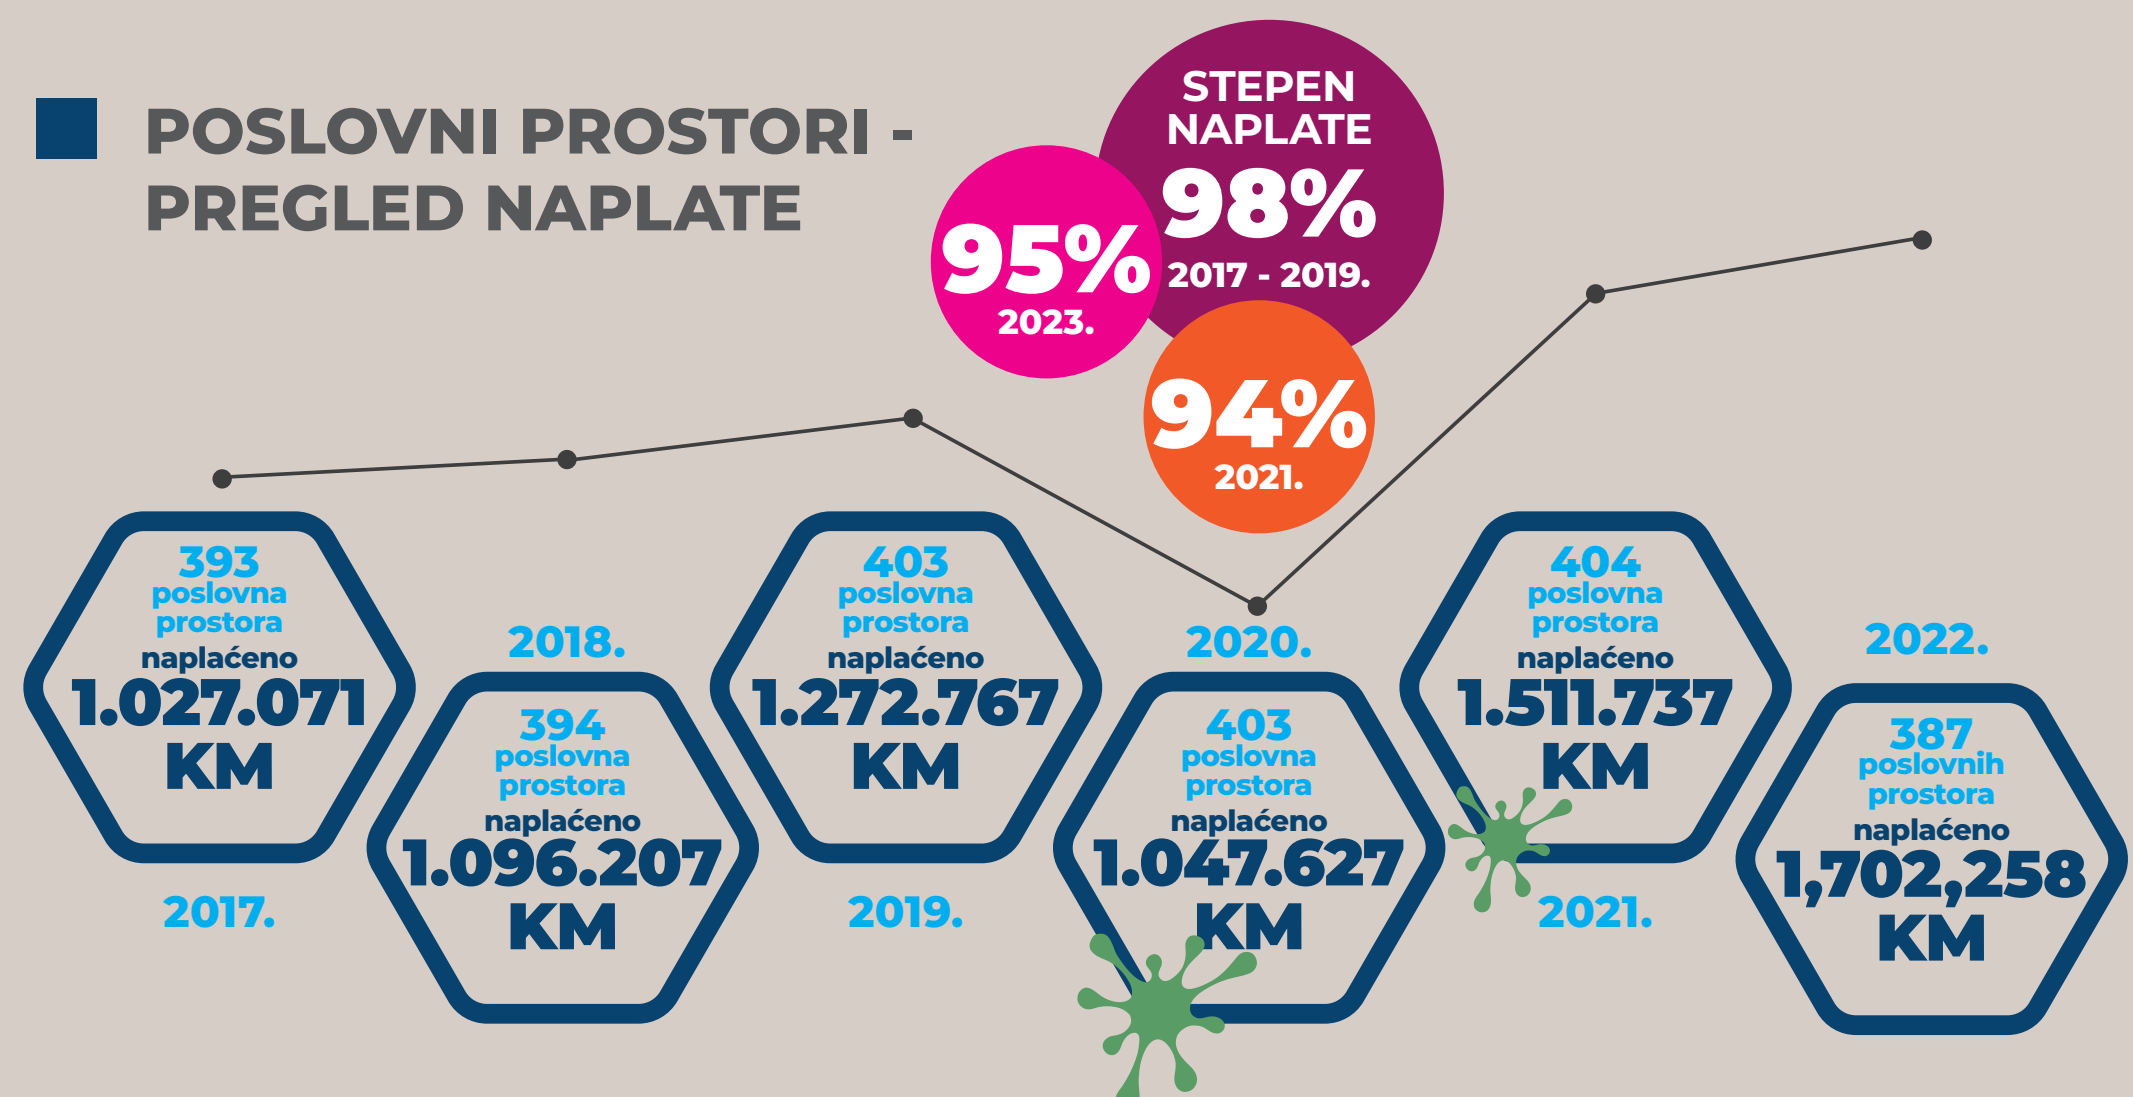 POSLOVNI PROSTORI -
PREGLED NAPLATE
STEPEN
NAPLATE
98%
2017 - 2019.
95%
2023.
94%
2021.
393
poslovna
prostora
naplaćeno
1.027.071
KM
2017.
2018.
394
poslovna
prostora
naplaćeno
1.096.207
KM
403
poslovna
prostora
naplaćeno
1.272.767
KM
2019.
2020.
403
poslovna
prostora
naplaćeno
1.047.627
KM
404
poslovna
prostora
naplaćeno
1.511.737
KM
2021.
2022.
387
poslovnih
prostora
naplaćeno
1,702,258
KM